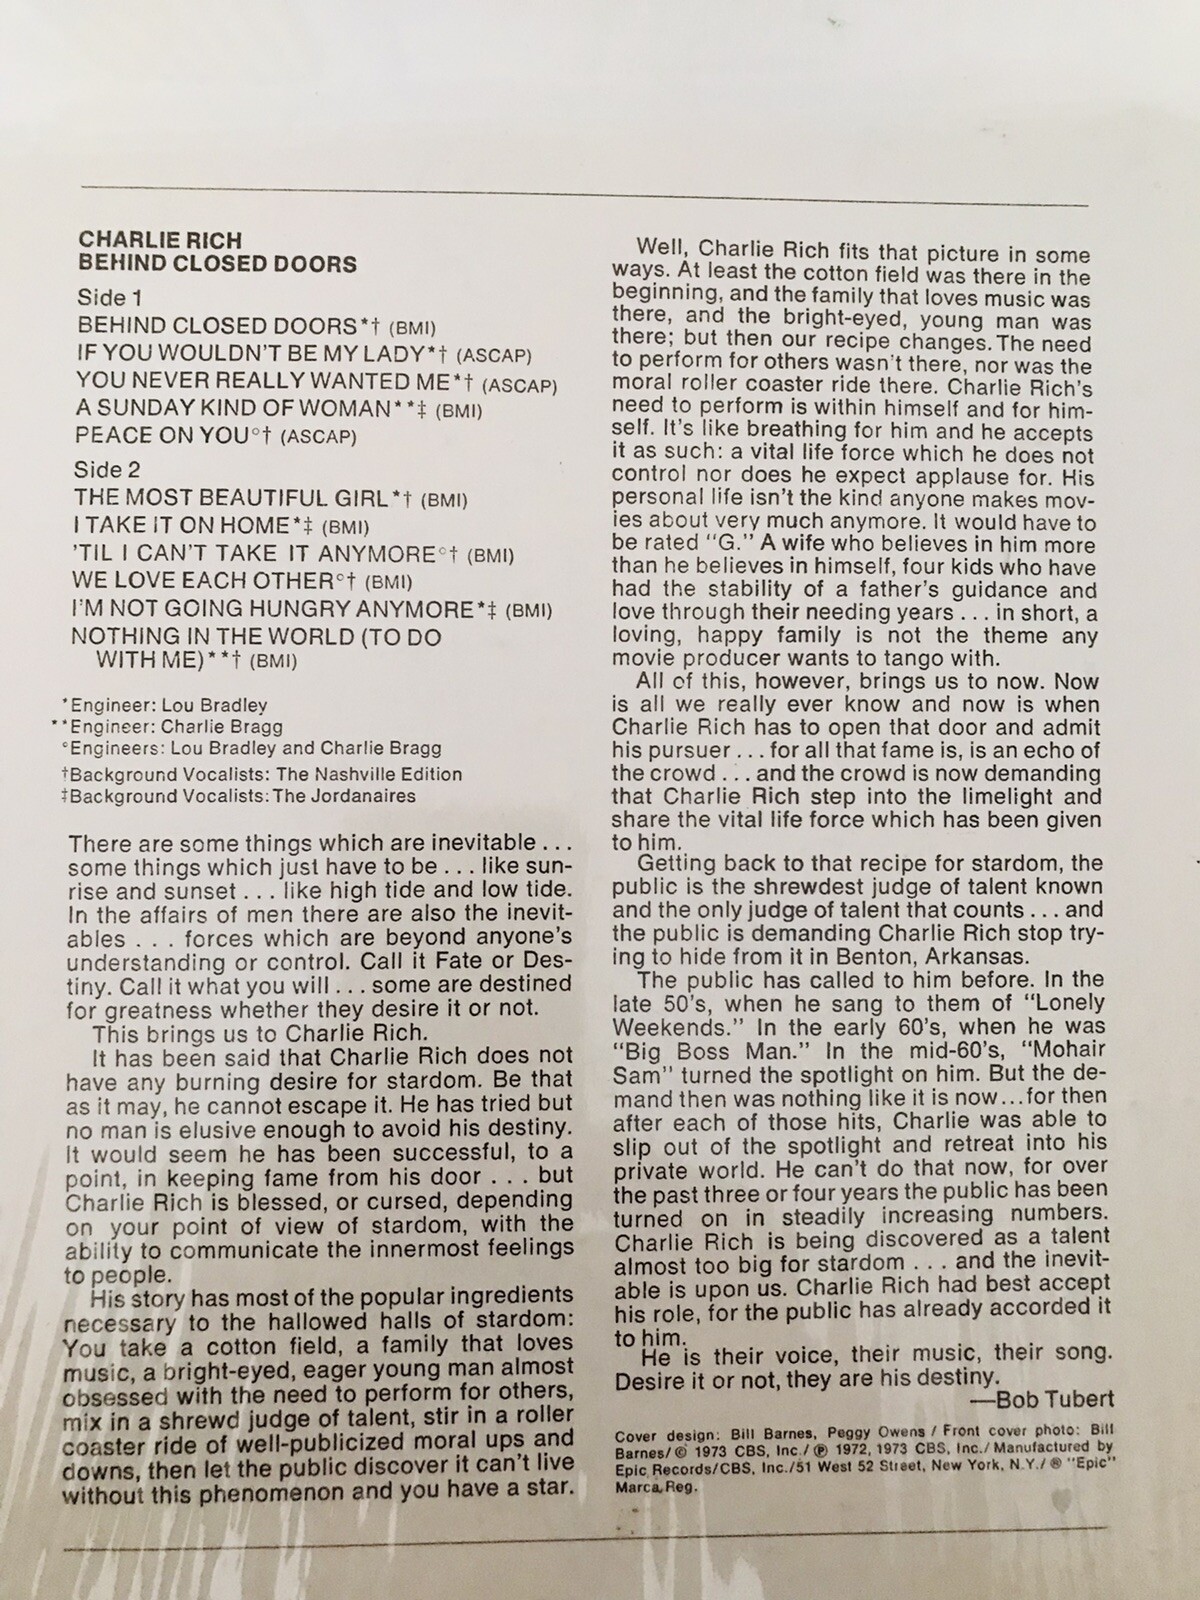 CHARLIE RICH
BEHIND CLOSED DOORS
Side 1
BEHIND CLOSED DOORS*† (BMI)
IF YOU WOULDN'T BE MY LADY*† (ASCAP)
YOU NEVER REALLY WANTED ME*† (ASCAP)
A SUNDAY KIND OF WOMAN**‡ (BMI)
PEACE ON YOU°† (ASCAP)
Side 2
THE MOST BEAUTIFUL GIRL*† (BMI)
I TAKE IT ON HOME*‡ (BMI)
'TIL I CAN'T TAKE IT ANYMORE°† (BMI)
WE LOVE EACH OTHER°† (BMI)
I'M NOT GOING HUNGRY ANYMORE*‡ (BMI)
NOTHING IN THE WORLD (TO DO
WITH ME)**† (BMI)
*Engineer: Lou Bradley
**Engineer: Charlie Bragg
°Engineers: Lou Bradley and Charlie Bragg
†Background Vocalists: The Nashville Edition
‡Background Vocalists: The Jordanaires
There are some things which are inevitable...
some things which just have to be... like sun-
rise and sunset... like high tide and low tide.
In the affairs of men there are also the inevit-
ables . . . forces which are beyond anyone's
understanding or control. Call it Fate or Des-
tiny. Call it what you will... some are destined
for greatness whether they desire it or not.
This brings us to Charlie Rich.
It has been said that Charlie Rich does not
have any burning desire for stardom. Be that
as it may, he cannot escape it. He has tried but
no man is elusive enough to avoid his destiny.
It would seem he has been successful, to a
point, in keeping fame from his door . . . but
Charlie Rich is blessed, or cursed, depending
on your point of view of stardom, with the
ability to communicate the innermost feelings
to people.
His story has most of the popular ingredients
necessary to the hallowed halls of stardom:
You take a cotton field, a family that loves
music, a bright-eyed, eager young man almost
obsessed with the need to perform for others,
mix in a shrewd judge of talent, stir in a roller
coaster ride of well-publicized moral ups and
downs, then let the public discover it can't live
without this phenomenon and you have a star.
Well, Charlie Rich fits that picture in some
ways. At least the cotton field was there in the
beginning, and the family that loves music was
there, and the bright-eyed, young man was
there; but then our recipe changes. The need
to perform for others wasn't there, nor was the
moral roller coaster ride there. Charlie Rich's
need to perform is within himself and for him-
self. It's like breathing for him and he accepts
it as such: a vital life force which he does not
control nor does he expect applause for. His
personal life isn't the kind anyone makes mov-
ies about very much anymore. It would have to
be rated "G." A wife who believes in him more
than he believes in himself, four kids who have
had the stability of a father's guidance and
love through their needing years... in short, a
loving, happy family is not the theme any
movie producer wants to tango with.
All of this, however, brings us to now. Now
is all we really ever know and now is when
Charlie Rich has to open that door and admit
his pursuer... for all that fame is, is an echo of
the crowd... and the crowd is now demanding
that Charlie Rich step into the limelight and
share the vital life force which has been given
to him.
Getting back to that recipe for stardom, the
public is the shrewdest judge of talent known
and the only judge of talent that counts... and
the public is demanding Charlie Rich stop try-
ing to hide from it in Benton, Arkansas.
The public has called to him before. In the
late 50's, when he sang to them of "Lonely
Weekends." In the early 60's, when he was
"Big Boss Man." In the mid-60's, "Mohair
Sam" turned the spotlight on him. But the de-
mand then was nothing like it is now...for then
after each of those hits, Charlie was able to
slip out of the spotlight and retreat into his
private world. He can't do that now, for over
the past three or four years the public has been
turned on in steadily increasing numbers.
Charlie Rich is being discovered as a talent
almost too big for stardom . . . and the inevit-
able is upon us. Charlie Rich had best accept
his role, for the public has already accorded it
to him.
He is their voice, their music, their song.
Desire it or not, they are his destiny.
—Bob Tubert
Cover design: Bill Barnes, Peggy Owens / Front cover photo: Bill
Barnes/ © 1973 CBS, Inc./ ℗ 1972, 1973 CBS, Inc./ Manufactured by
Epic Records/CBS, Inc./51 West 52 Street, New York, N.Y./ ® "Epic"
Marca Reg.